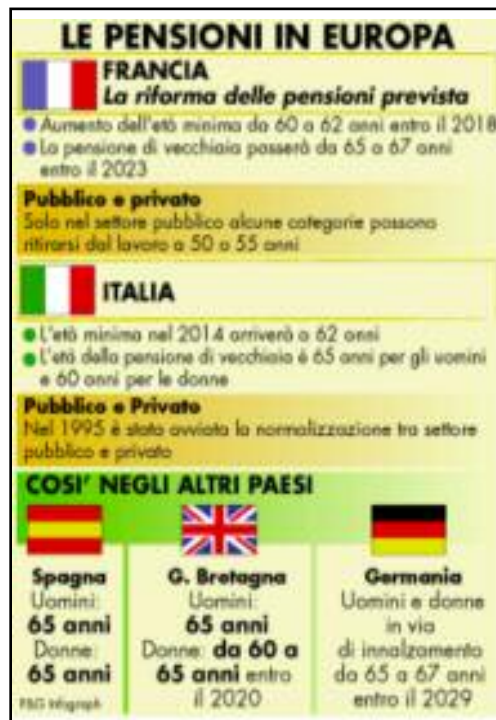 LE PENSIONI IN EUROPA
FRANCIA
La riforma delle pensioni prevista
Aumento dell'età minima da 60 a 62 anni entro il 2018
La pensione di vecchiaia passerà da 65 a 67 anni
entro il 2023
Pubblico e privato
Solo nel settore pubblico alcune categorie possono
ritirarsi dal lavoro a 50 o 55 anni
ITALIA
L'età minima nel 2014 arriverà a 62 anni
L'età della pensione di vecchiaia è 65 anni per gli uomini
e 60 anni per le donne
Pubblico e Privato
Nel 1995 è stata avviata la normalizzazione tra settore
pubblico e privato
COSI' NEGLI ALTRI PAESI
Spagna
Uomini:
65 anni
Donne:
65 anni
G. Bretagna
Uomini:
65 anni
Donne: da 60 a
65 anni entro
il 2020
Germania
Uomini e donne
in via
di innalzamento
da 65 a 67 anni
entro il 2029
P&G Infograph